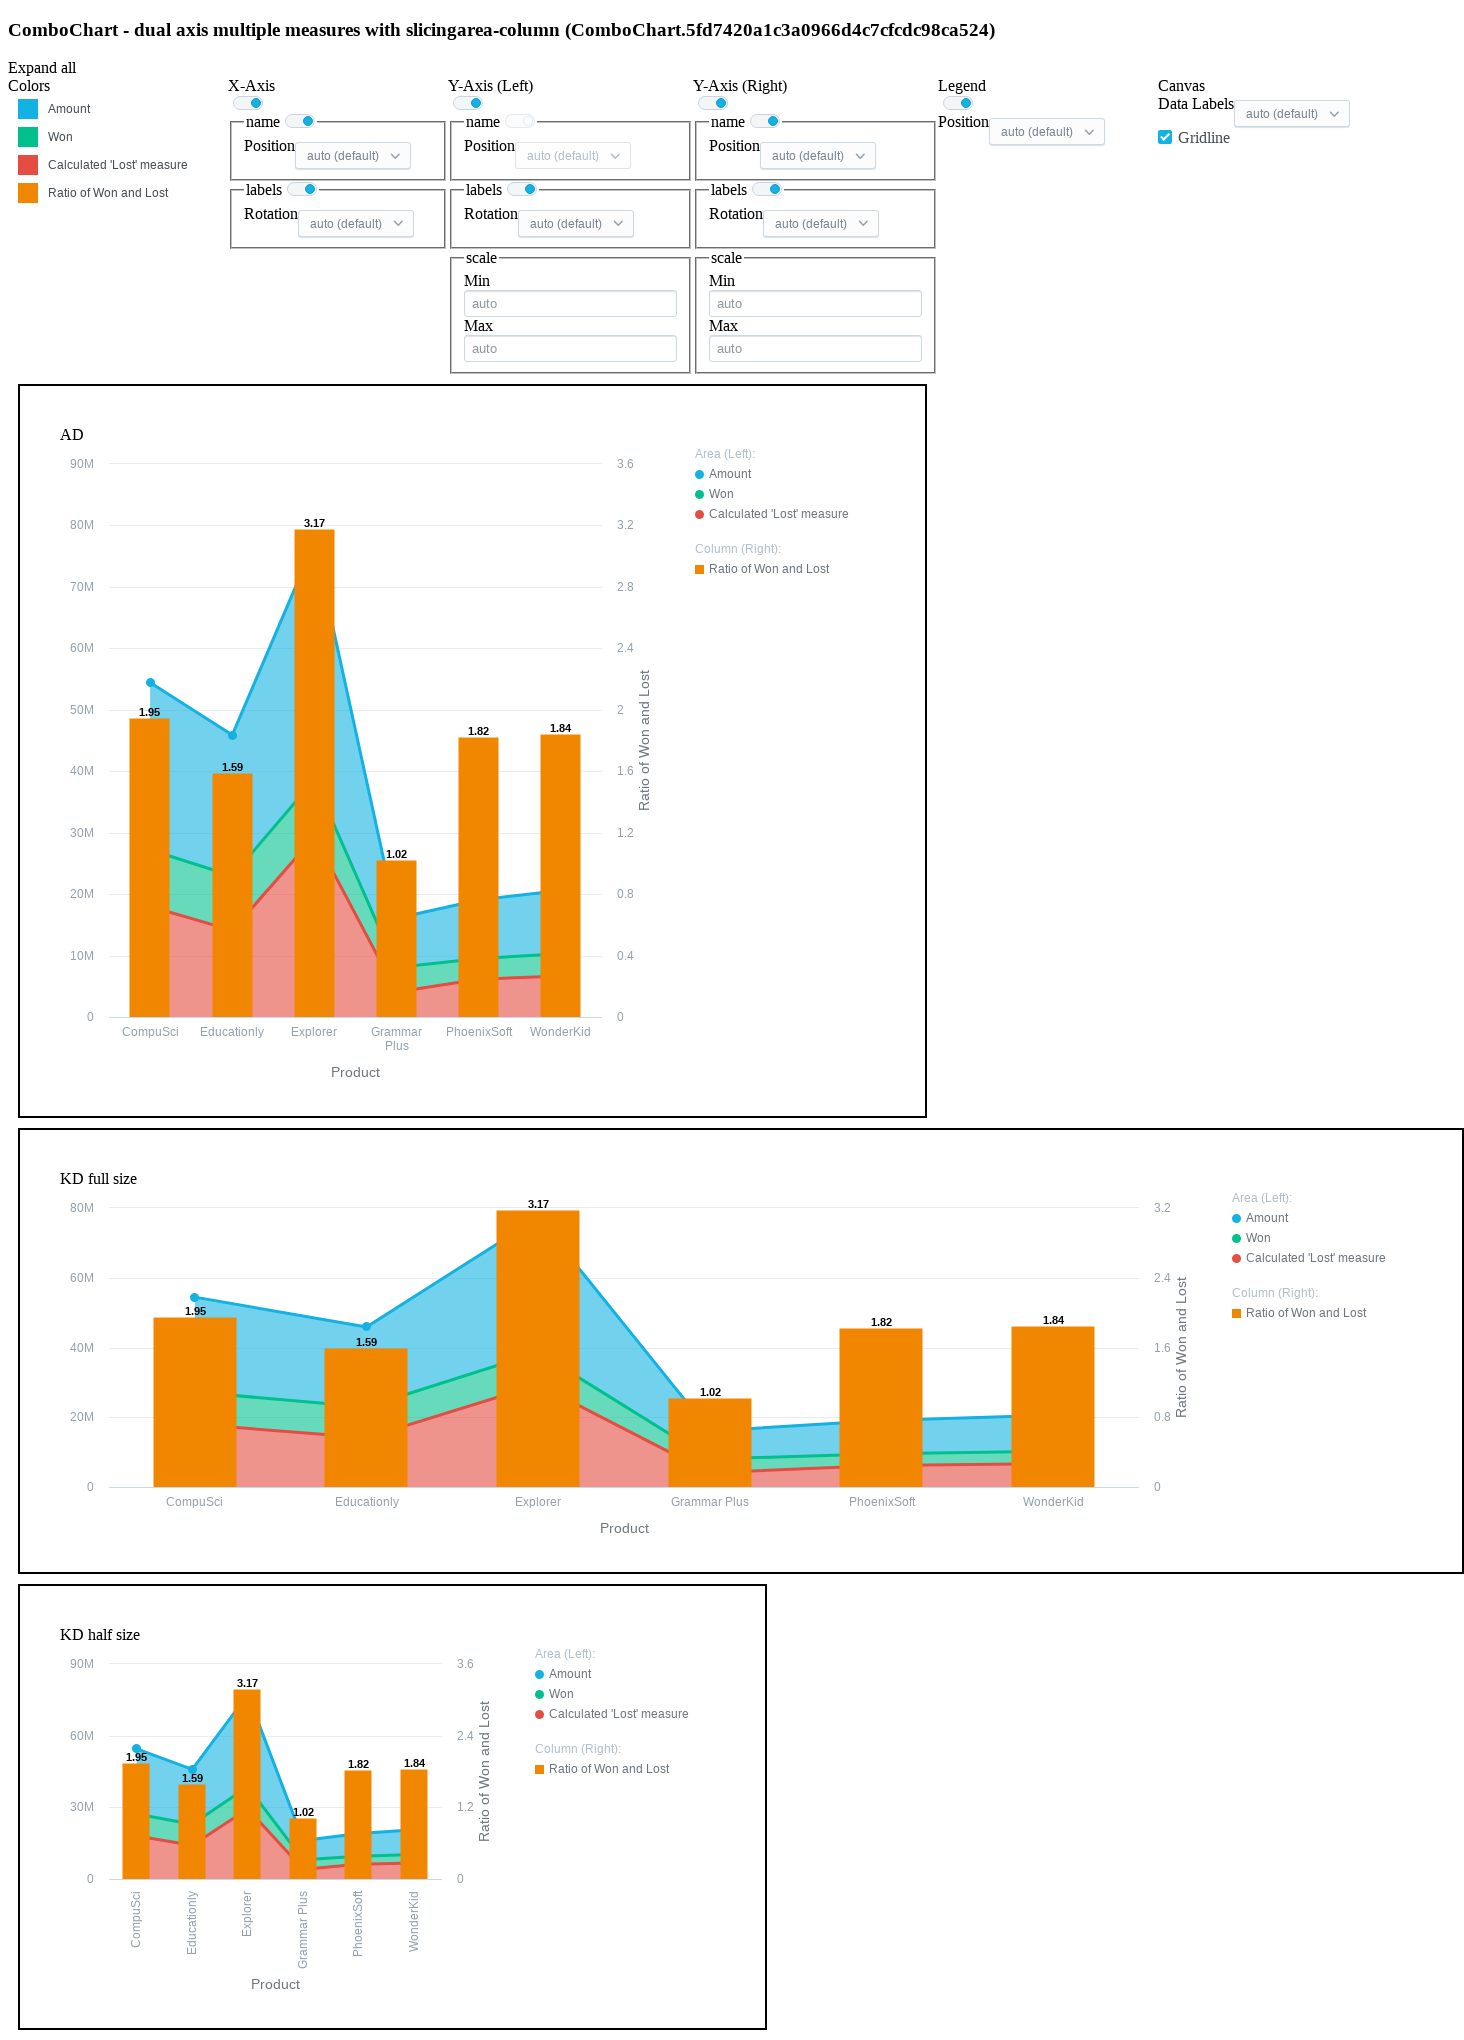 ComboChart - dual axis multiple measures with slicingarea-column (ComboChart.5fd7420a1c3a0966d4c7cfcdc98ca524)
Expand all
Colors
Amount
Won
Calculated 'Lost' measure
Ratio of Won and Lost
X-Axis
name
Position auto (default)
labels
Rotation auto (default)
Y-Axis (Left)
name
Position auto (default)
labels
Rotation auto (default)
scale
Min
auto
Max
auto
Y-Axis (Right)
name
Position auto (default)
labels
Rotation auto (default)
scale
Min
auto
Max
auto
Legend
Position auto (default)
Canvas
Data Labels auto (default)
Gridline
AD
90M
80M
70M
60M
50M
40M
30M
20M
10M
0
3.6
3.2
2.8
2.4
2
1.6
1.2
0.8
0.4
0
Ratio of Won and Lost
1.95
1.59
3.17
1.02
1.82
1.84
CompuSci
Educationly
Explorer
Grammar
Plus
PhoenixSoft
WonderKid
Product
Area (Left):
Amount
Won
Calculated 'Lost' measure
Column (Right):
Ratio of Won and Lost
KD full size
80M
60M
40M
20M
0
3.2
2.4
1.6
0.8
0
Ratio of Won and Lost
1.95
1.59
3.17
1.02
1.82
1.84
CompuSci
Educationly
Explorer
Grammar Plus
PhoenixSoft
WonderKid
Product
Area (Left):
Amount
Won
Calculated 'Lost' measure
Column (Right):
Ratio of Won and Lost
KD half size
90M
60M
30M
0
3.6
2.4
1.2
0
Ratio of Won and Lost
1.95
1.59
3.17
1.02
1.82
1.84
CompuSci
Educationly
Explorer
Grammar Plus
PhoenixSoft
WonderKid
Product
Area (Left):
Amount
Won
Calculated 'Lost' measure
Column (Right):
Ratio of Won and Lost